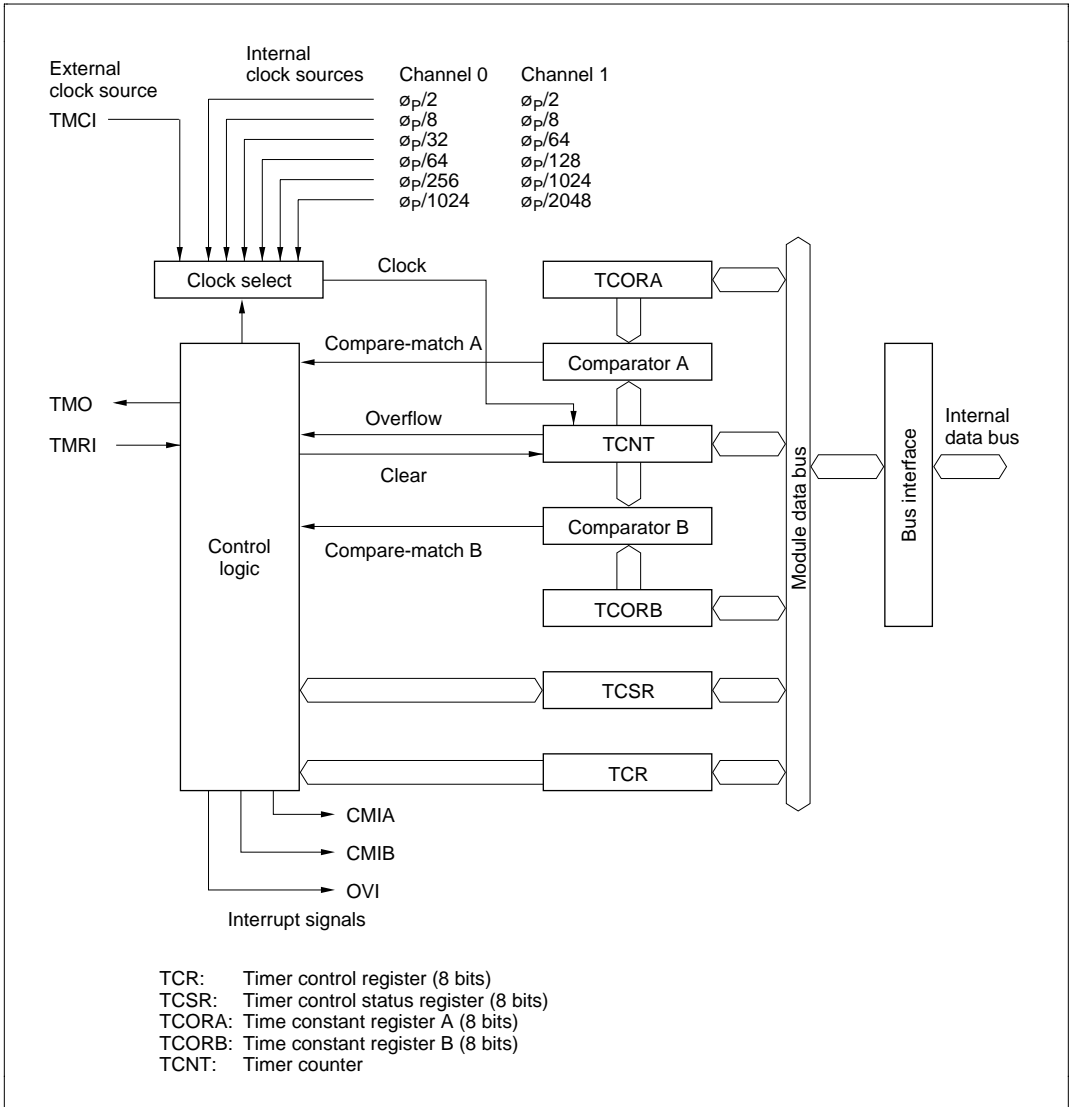 External
clock source
TMCI
Internal
clock sources
Channel 0 Channel 1
øP/2 øP/2
øP/8 øP/8
øP/32 øP/64
øP/64 øP/128
øP/256 øP/1024
øP/1024 øP/2048
Clock select
Clock
TCORA
Compare-match A
Comparator A
TMO
Overflow
TCNT
TMRI
Clear
Internal
data bus
Comparator B
Compare-match B
Control
logic
Module data bus
Bus interface
TCORB
TCSR
TCR
CMIA
CMIB
OVI
Interrupt signals
TCR: Timer control register (8 bits)
TCSR: Timer control status register (8 bits)
TCORA: Time constant register A (8 bits)
TCORB: Time constant register B (8 bits)
TCNT: Timer counter